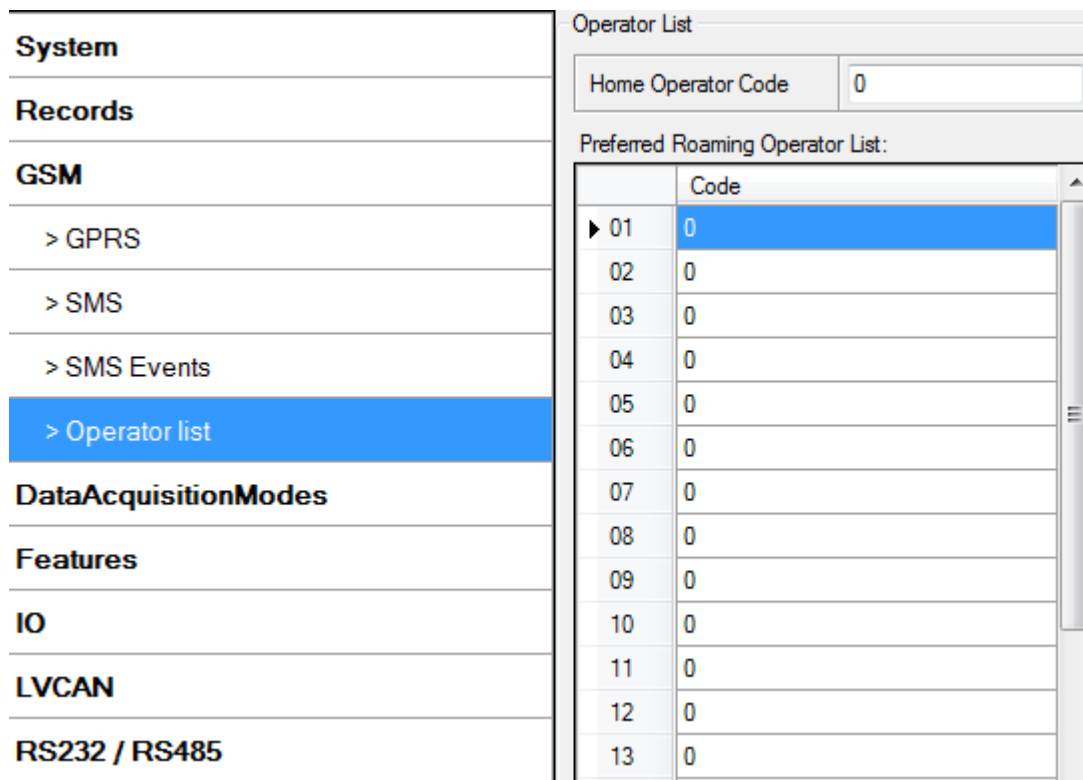 System
Records
GSM
> GPRS
> SMS
> SMS Events
> Operator list
DataAcquisitionModes
Features
IO
LVCAN
RS232 / RS485
Operator List
Home Operator Code 0
Preferred Roaming Operator List:
Code
01 0
02 0
03 0
04 0
05 0
06 0
07 0
08 0
09 0
10 0
11 0
12 0
13 0